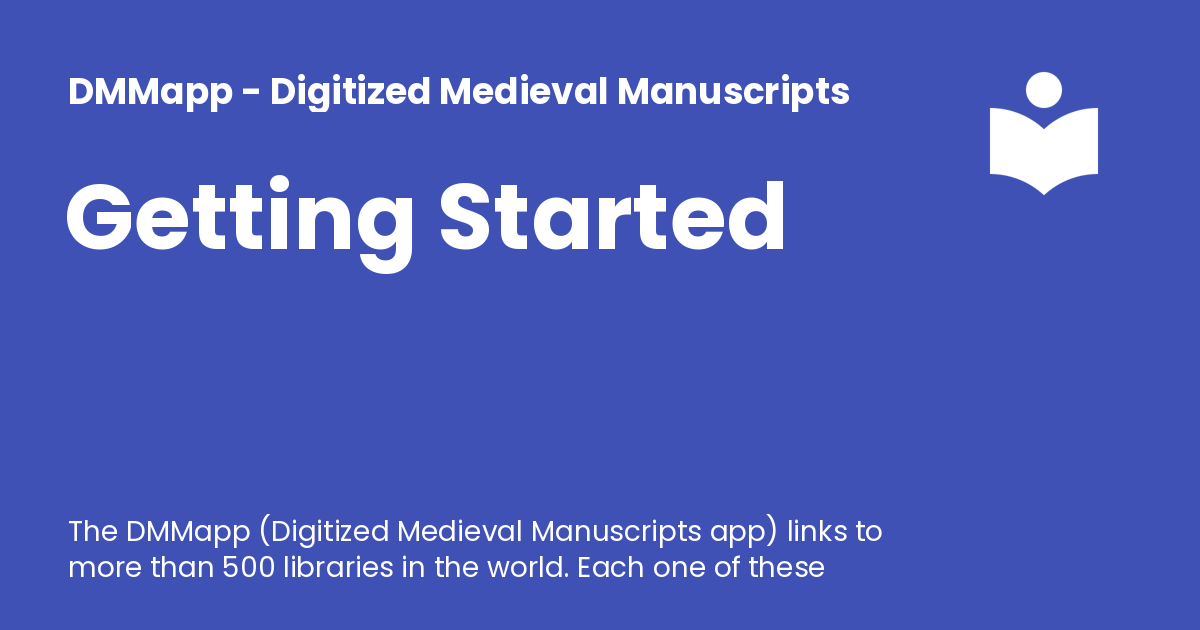 DMMapp - Digitized Medieval Manuscripts
Getting Started
The DMMapp (Digitized Medieval Manuscripts app) links to
more than 500 libraries in the world. Each one of these